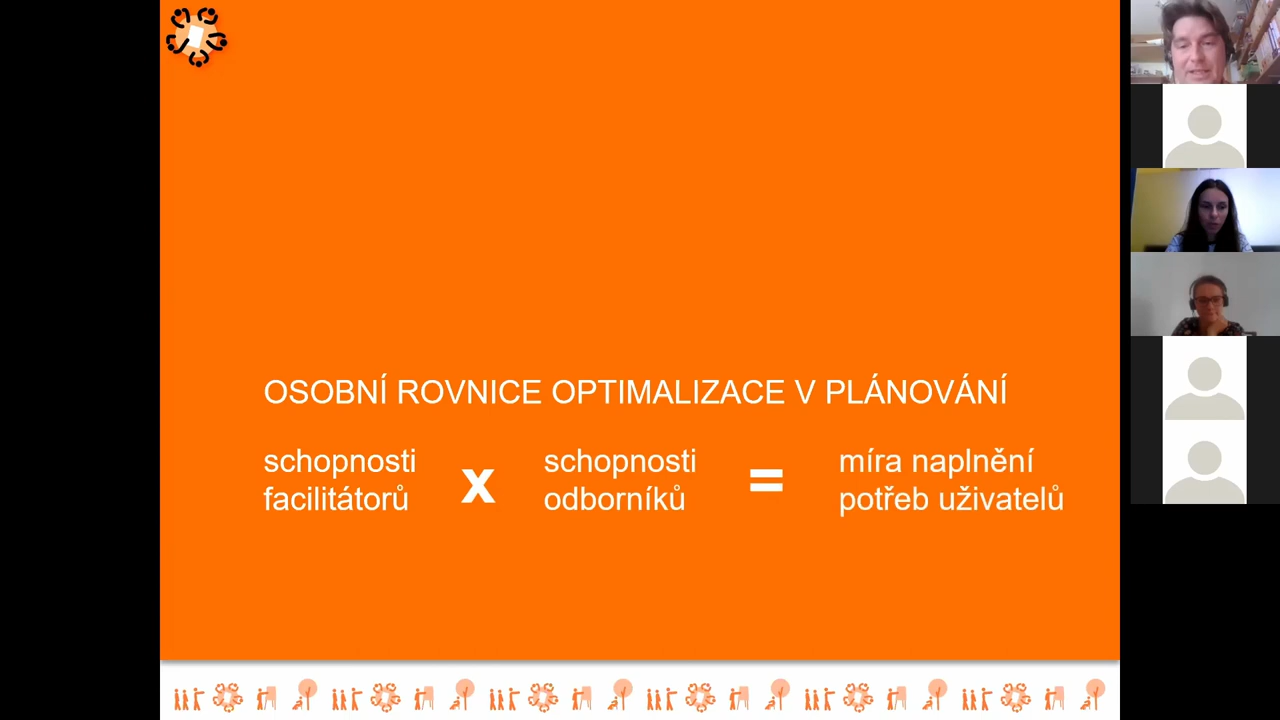 OSOBNÍ ROVNICE OPTIMALIZACE V PLÁNOVÁNÍ
schopnosti
facilitátorů
x
schopnosti
odborníků
=
míra naplnění
potřeb uživatelů